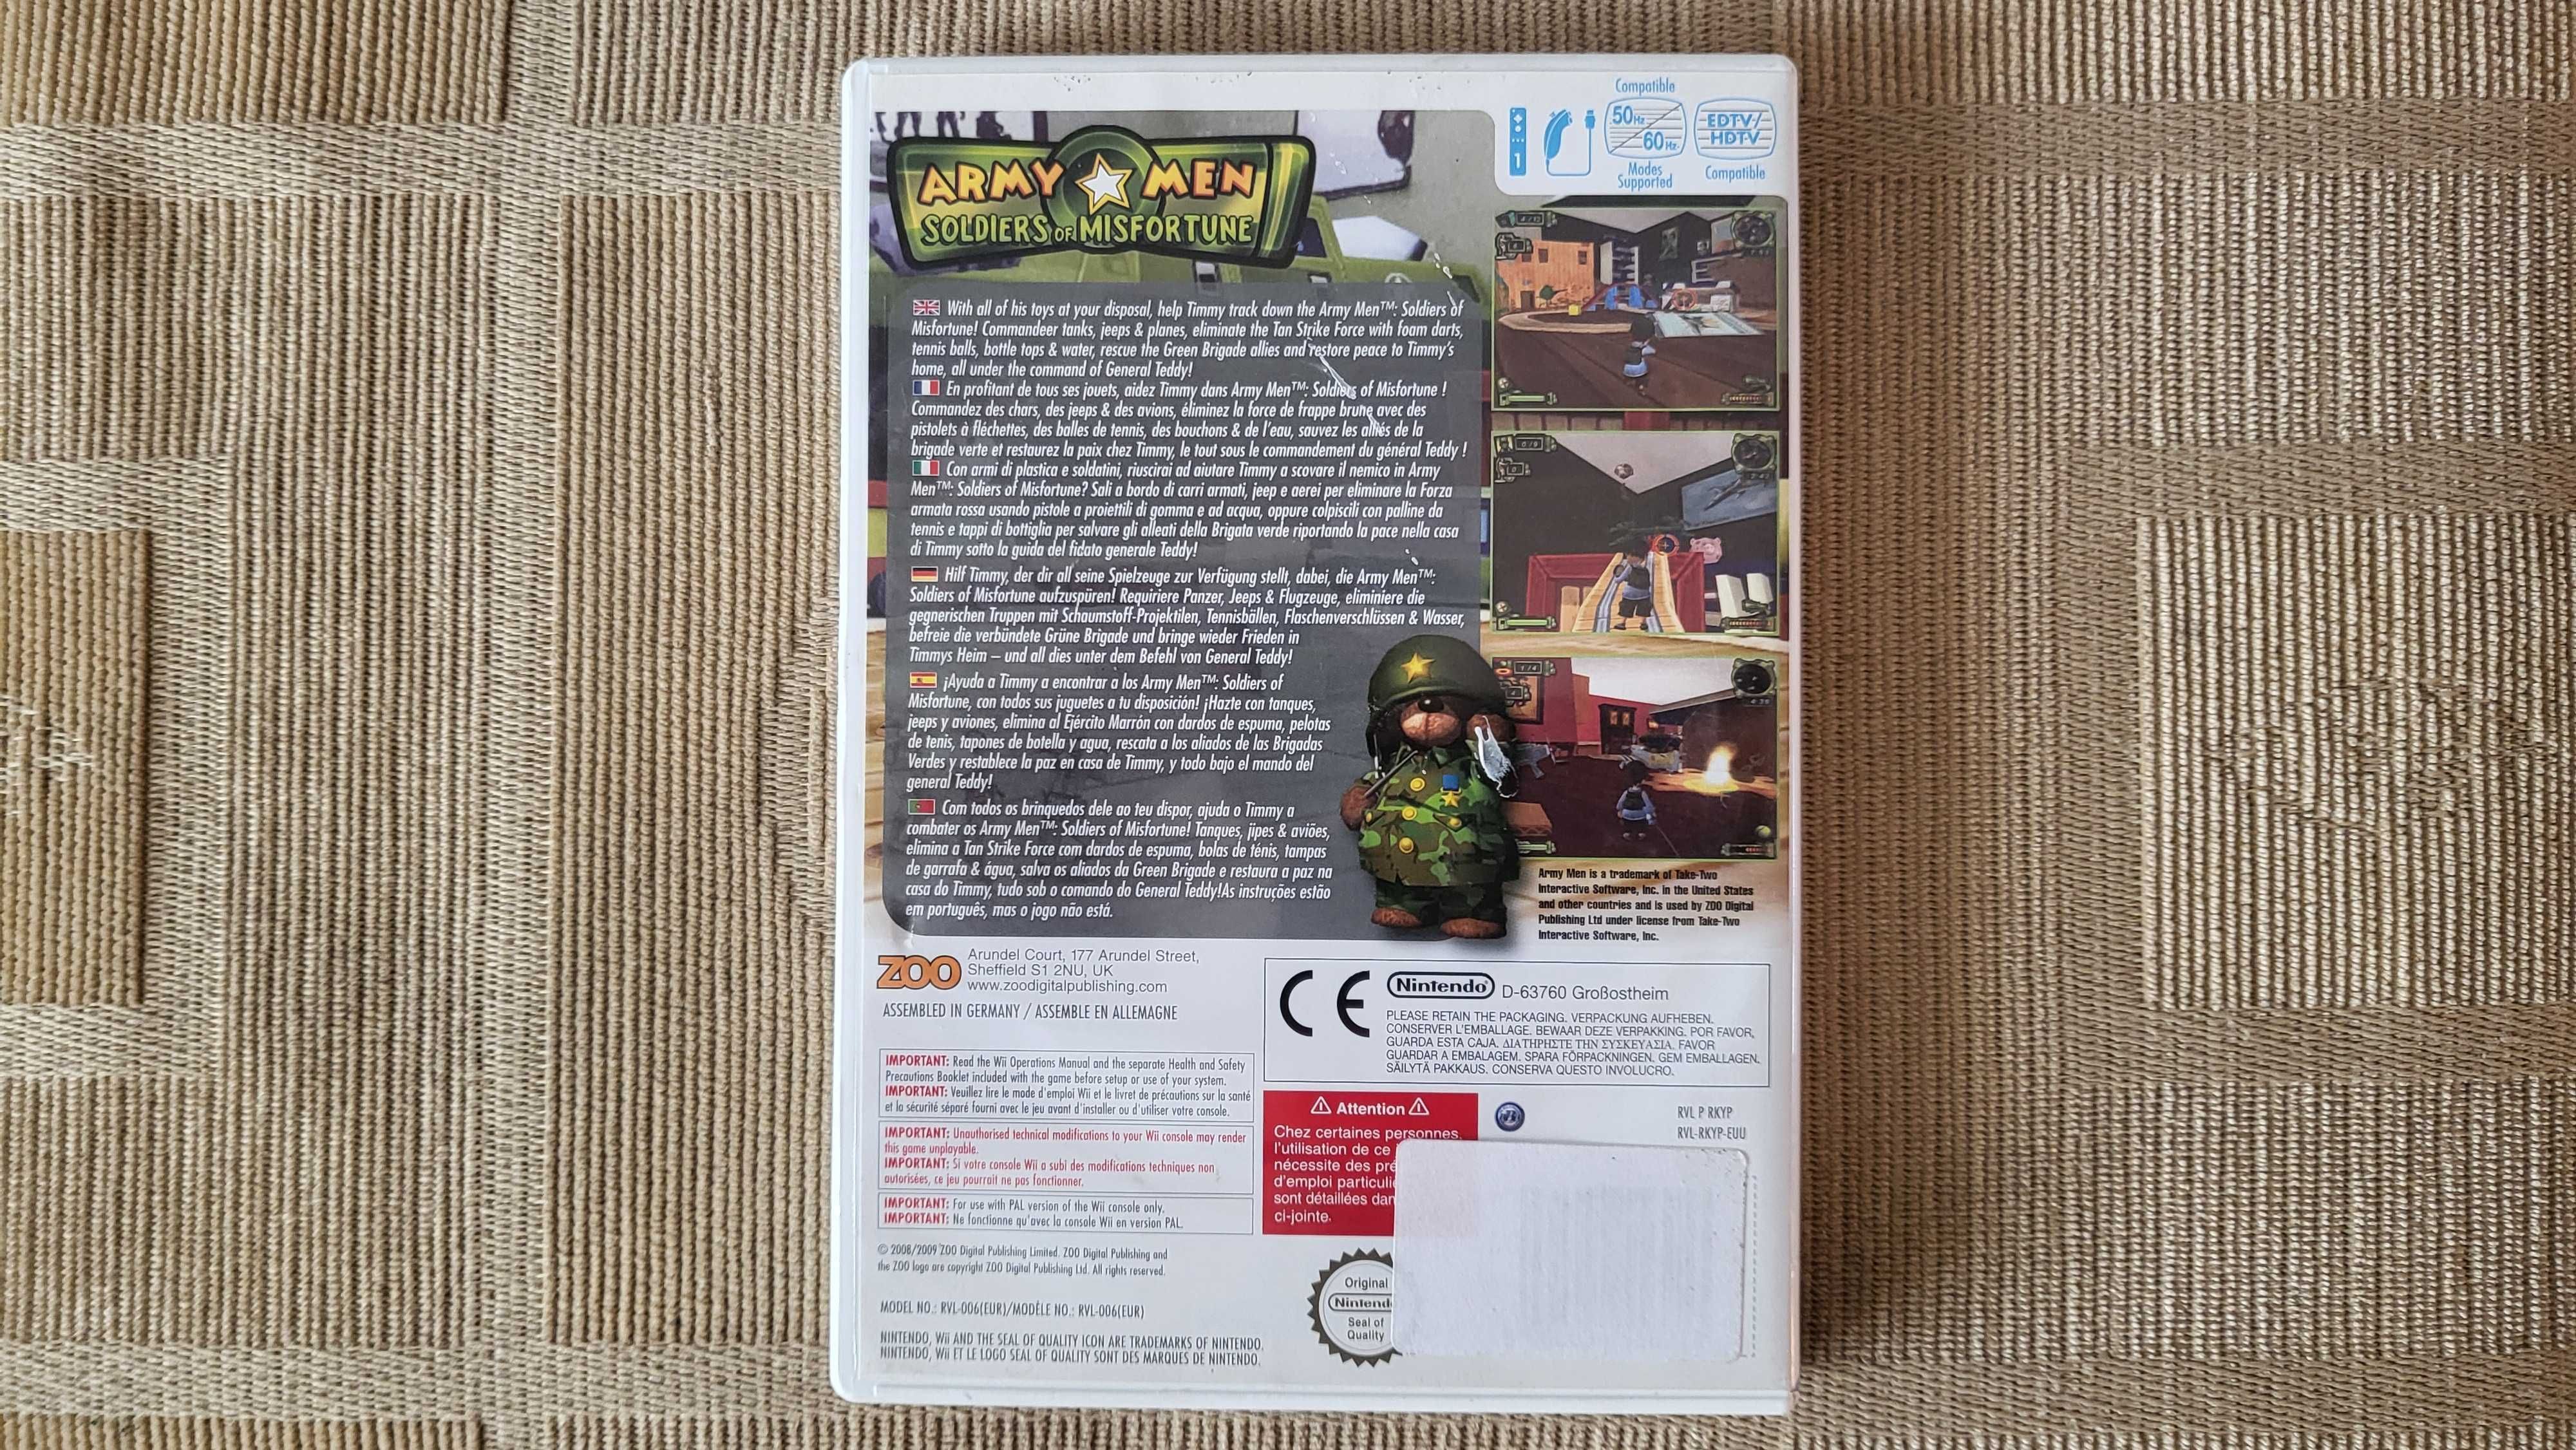 Compatible
50Hz
60Hz
Modes
Supported
EDTV/
HDTV
Compatible
1
ARMY MEN
SOLDIERS OF MISFORTUNE
With all of his toys at your disposal, help Timmy track down the Army Men™: Soldiers of
Misfortune! Commandeer tanks, jeeps & planes, eliminate the Tan Strike Force with foam darts,
tennis balls, bottle tops & water, rescue the Green Brigade allies and restore peace to Timmy's
home, all under the command of General Teddy!
En profitant de tous ses jouets, aidez Timmy dans Army Men™: Soldiers of Misfortune !
Commandez des chars, des jeeps & des avions, éliminez la force de frappe brune avec des
pistolets à fléchettes, des balles de tennis, des bouchons & de l'eau, sauvez les alliés de la
brigade verte et restaurez la paix chez Timmy, le tout sous le commandement du général Teddy !
Con armi di plastica e soldatini, riuscirai ad aiutare Timmy a scovare il nemico in Army
Men™: Soldiers of Misfortune? Sali a bordo di carri armati, jeep e aerei per eliminare la Forza
armata rossa usando pistole a proiettili di gomma e ad acqua, oppure colpiscili con palline da
tennis e tappi di bottiglia per salvare gli alleati della Brigata verde riportando la pace nella casa
di Timmy sotto la guida del fidato generale Teddy!
Hilf Timmy, der dir all seine Spielzeuge zur Verfügung stellt, dabei, die Army Men™:
Soldiers of Misfortune aufzuspüren! Requiriere Panzer, Jeeps & Flugzeuge, eliminiere die
gegnerischen Truppen mit Schaumstoff-Projektilen, Tennisbällen, Flaschenverschlüssen & Wasser,
befreie die verbündete Grüne Brigade und bringe wieder Frieden in
Timmys Heim – und all dies unter dem Befehl von General Teddy!
¡Ayuda a Timmy a encontrar a los Army Men™: Soldiers of
Misfortune, con todos sus juguetes a tu disposición! ¡Hazte con tanques,
jeeps y aviones, elimina al Ejército Marrón con dardos de espuma, pelotas
de tenis, tapones de botella y agua, rescata a los aliados de las Brigadas
Verdes y restablece la paz en casa de Timmy, y todo bajo el mando del
general Teddy!
Com todos os brinquedos dele ao teu dispor, ajuda o Timmy a
combater os Army Men™: Soldiers of Misfortune! Tanques, jipes & aviões,
elimina a Tan Strike Force com dardos de espuma, bolas de ténis, tampas
de garrafa & água, salva os aliados da Green Brigade e restaura a paz na
casa do Timmy, tudo sob o comando do General Teddy!As instruções estão
em português, mas o jogo não está.
Army Men is a trademark of Take-Two
Interactive Software, Inc. in the United States
and other countries and is used by ZOO Digital
Publishing Ltd under license from Take-Two
Interactive Software, Inc.
ZOO
Arundel Court, 177 Arundel Street,
Sheffield S1 2NU, UK
www.zoodigitalpublishing.com
ASSEMBLED IN GERMANY / ASSEMBLE EN ALLEMAGNE
CE
Nintendo D-63760 Großostheim
PLEASE RETAIN THE PACKAGING. VERPACKUNG AUFHEBEN.
CONSERVER L'EMBALLAGE. BEWAAR DEZE VERPAKKING. POR FAVOR,
GUARDA ESTA CAJA. ΔΙΑΤΗΡΗΣΤΕ ΤΗΝ ΣΥΣΚΕΥΑΣΙΑ. FAVOR
GUARDAR A EMBALAGEM. SPARA FÖRPACKNINGEN. GEM EMBALLAGEN.
SÄILYTÄ PAKKAUS. CONSERVA QUESTO INVOLUCRO.
IMPORTANT: Read the Wii Operations Manual and the separate Health and Safety
Precautions Booklet included with the game before setup or use of your system.
IMPORTANT: Veuillez lire le mode d'emploi Wii et le livret de précautions sur la santé
et la sécurité séparé fourni avec le jeu avant d'installer ou d'utiliser votre console.
IMPORTANT: Unauthorised technical modifications to your Wii console may render
this game unplayable.
IMPORTANT: Si votre console Wii a subi des modifications techniques non
autorisées, ce jeu pourrait ne pas fonctionner.
IMPORTANT: For use with PAL version of the Wii console only.
IMPORTANT: Ne fonctionne qu'avec la console Wii en version PAL.
Attention
Chez certaines personnes,
l'utilisation de ce
nécessite des pré
d'emploi particuliè
sont détaillées dan
ci-jointe.
RVL P RKYP
RVL-RKYP-EUU
© 2008/2009 ZOO Digital Publishing Limited. ZOO Digital Publishing and
the ZOO logo are copyright ZOO Digital Publishing Ltd. All rights reserved.
MODEL NO.: RVL-006(EUR)/MODÈLE NO.: RVL-006(EUR)
NINTENDO, Wii AND THE SEAL OF QUALITY ICON ARE TRADEMARKS OF NINTENDO.
NINTENDO, Wii ET LE LOGO SEAL OF QUALITY SONT DES MARQUES DE NINTENDO.
Original
Nintend
Seal of
Quality